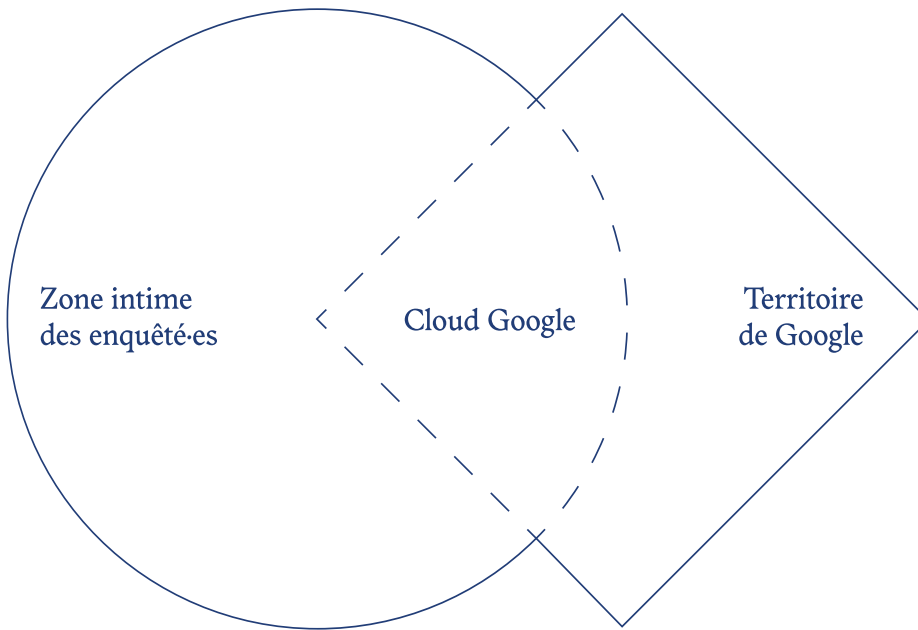 Zone intime
des enquêté·es
Cloud Google
Territoire
de Google